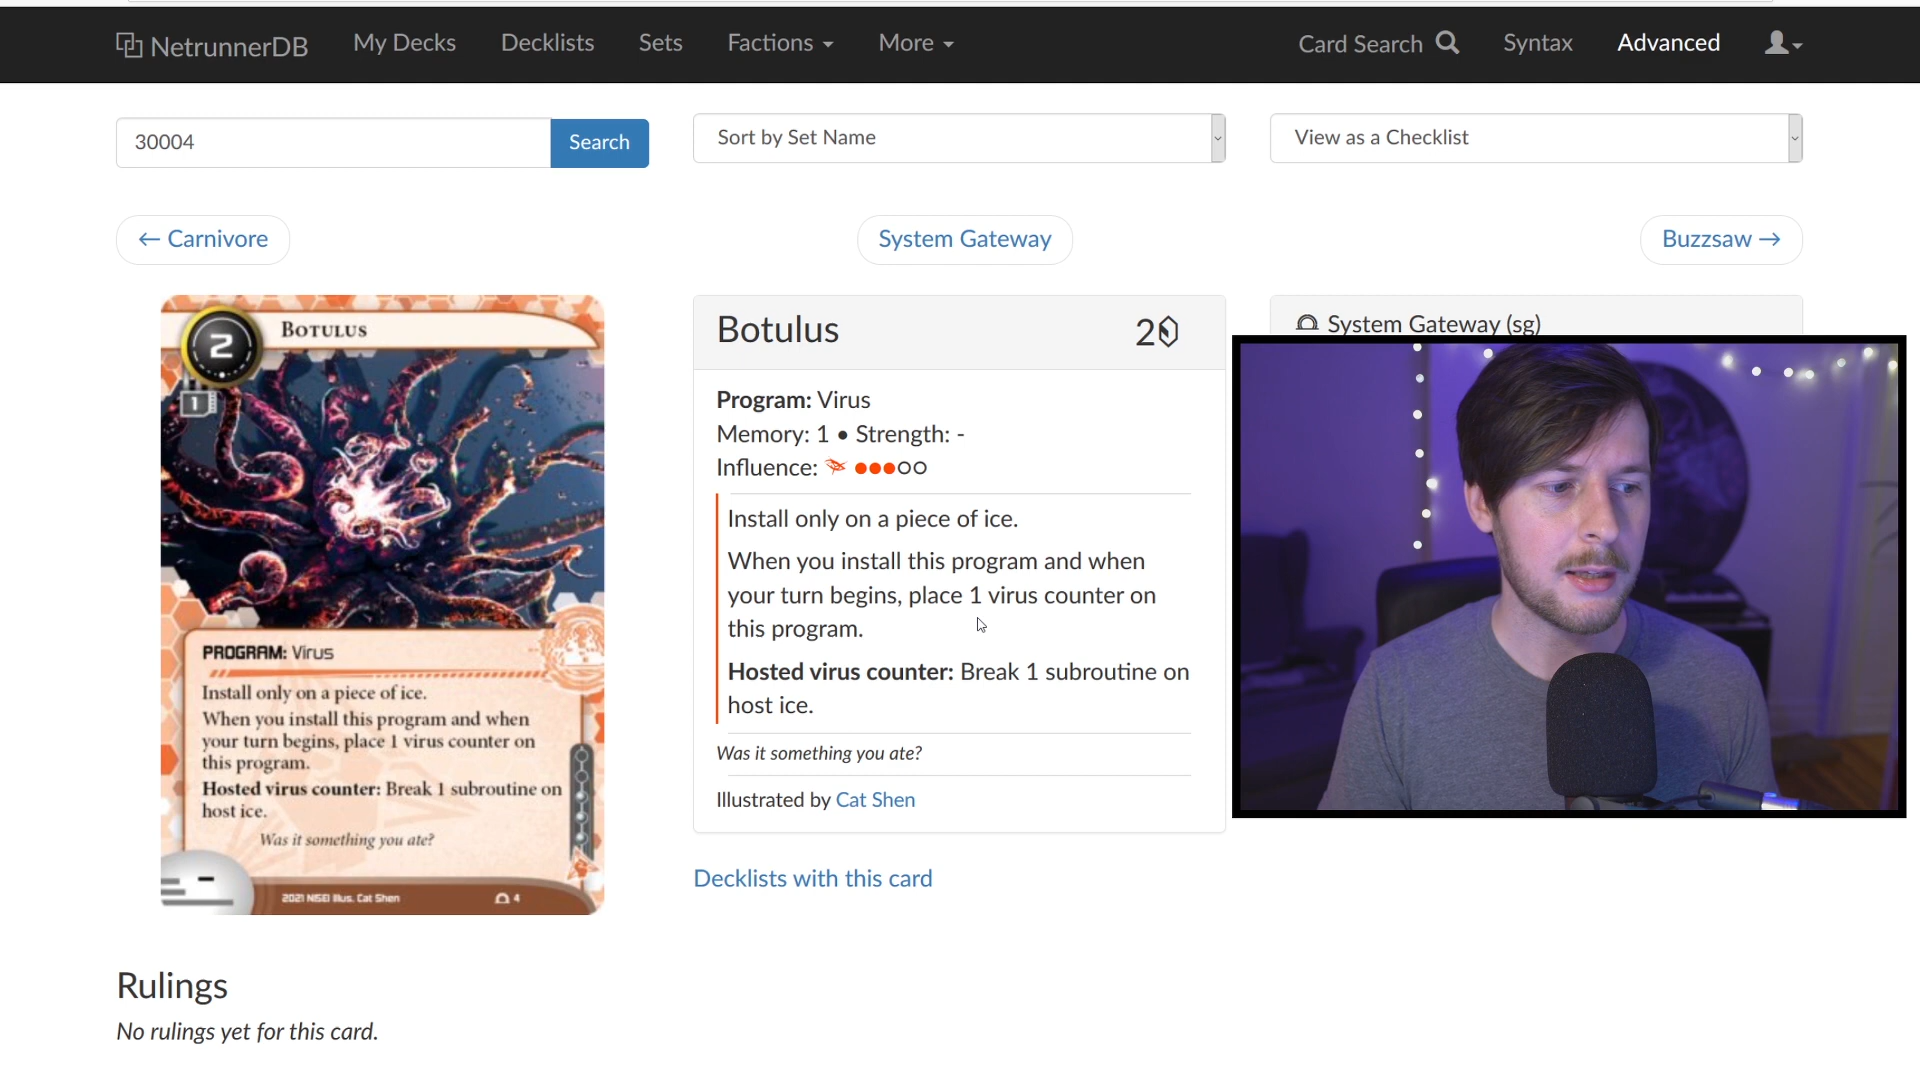 NetrunnerDB My Decks Decklists Sets Factions More Card Search Syntax Advanced
30004 Search Sort by Set Name View as a Checklist
← Carnivore System Gateway Buzzsaw →
2 BOTULUS
1
PROGRAM: Virus
Install only on a piece of ice.
When you install this program and when
your turn begins, place 1 virus counter on
this program.
Hosted virus counter: Break 1 subroutine on
host ice.
Was it something you ate?
-
2021 NISEI Illus. Cat Shen 4
Botulus 2
Program: Virus
Memory: 1 • Strength: -
Influence:
Install only on a piece of ice.
When you install this program and when
your turn begins, place 1 virus counter on
this program.
Hosted virus counter: Break 1 subroutine on
host ice.
Was it something you ate?
Illustrated by Cat Shen
Decklists with this card
System Gateway (sg)
Rulings
No rulings yet for this card.